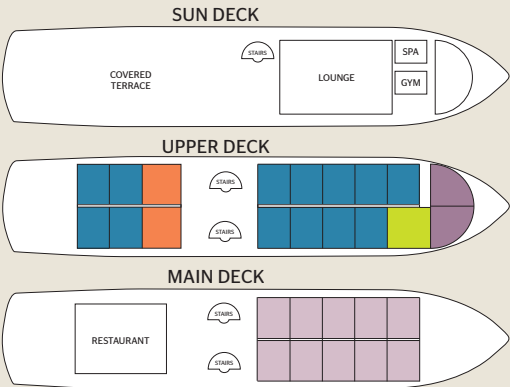 SUN DECK
STAIRS
SPA
COVERED
TERRACE
LOUNGE
GYM
UPPER DECK
STAIRS
STAIRS
MAIN DECK
STAIRS
RESTAURANT
STAIRS